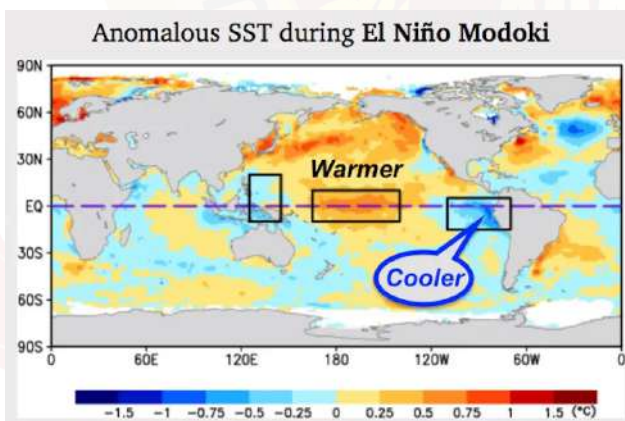 Anomalous SST during El Niño Modoki
90N
60N
30N
EQ
30S
60S
90S
Warmer
Cooler
0 60E 120E 180 120W 60W 0
-1.5 -1 -0.75 -0.5 -0.25 0 0.25 0.5 0.75 1 1.5 (°C)